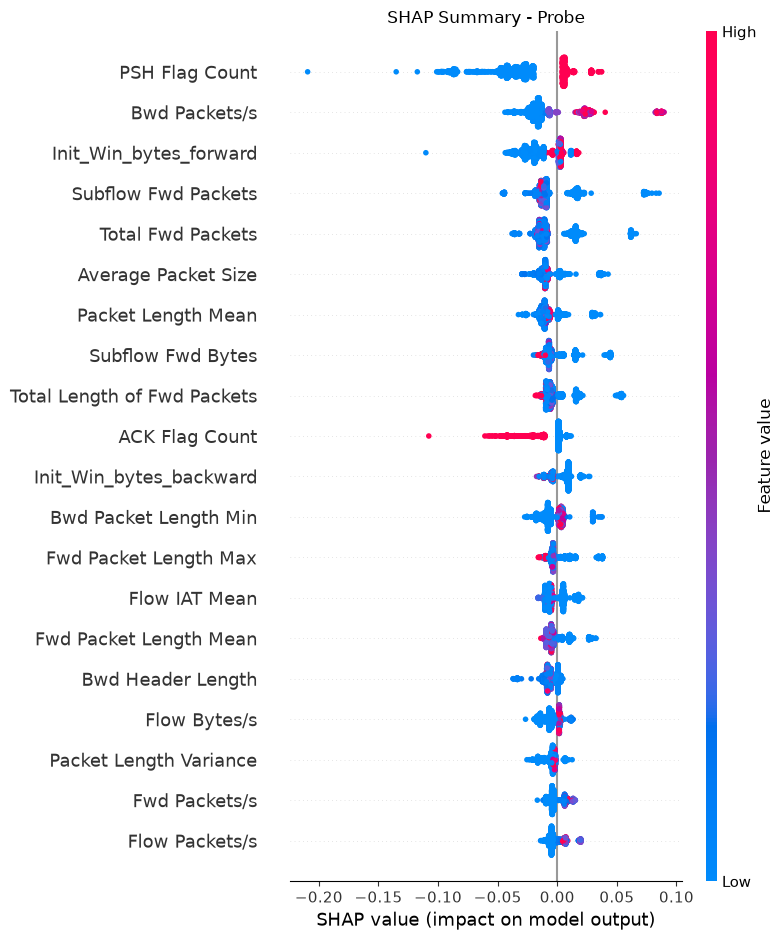 SHAP Summary - Probe
High
PSH Flag Count
Bwd Packets/s
Init_Win_bytes_forward
Subflow Fwd Packets
Total Fwd Packets
Average Packet Size
Packet Length Mean
Subflow Fwd Bytes
Total Length of Fwd Packets
ACK Flag Count
Init_Win_bytes_backward
Bwd Packet Length Min
Fwd Packet Length Max
Flow IAT Mean
Fwd Packet Length Mean
Bwd Header Length
Flow Bytes/s
Packet Length Variance
Fwd Packets/s
Flow Packets/s
Feature value
Low
−0.20 −0.15 −0.10 −0.05 0.00 0.05 0.10
SHAP value (impact on model output)